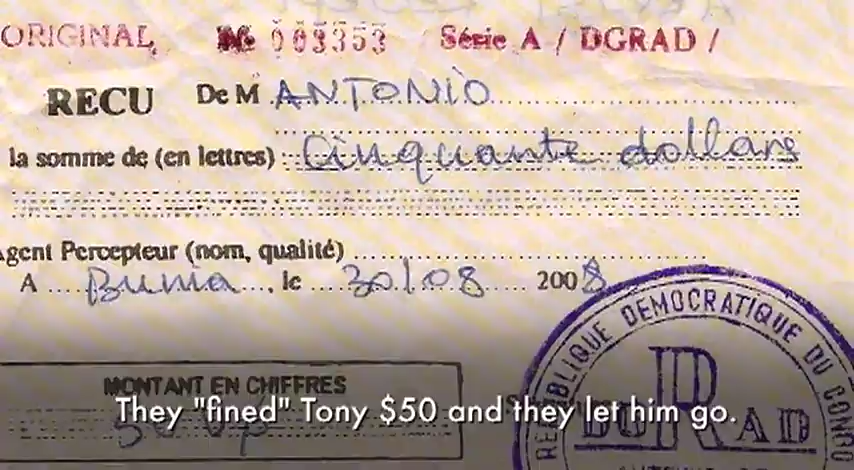 ORIGINAL № 003353 Série A / DGRAD /
RECU De M ANTONIO
la somme de (en lettres) : Cinquante dollars
Agent Percepteur (nom, qualité)
A Bunia, le 30/08 2008
MONTANT EN CHIFFRES
They "fined" Tony $50 and they let him go.
REPUBLIQUE DEMOCRATIQUE DU CONGO
DGRAD